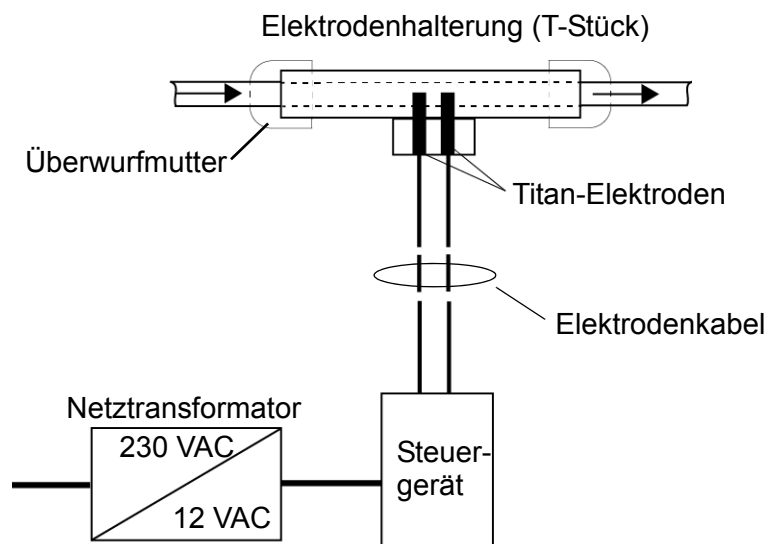 Elektrodenhalterung (T-Stück)
Überwurfmutter
Titan-Elektroden
Elektrodenkabel
Netztransformator
230 VAC
12 VAC
Steuer-
gerät